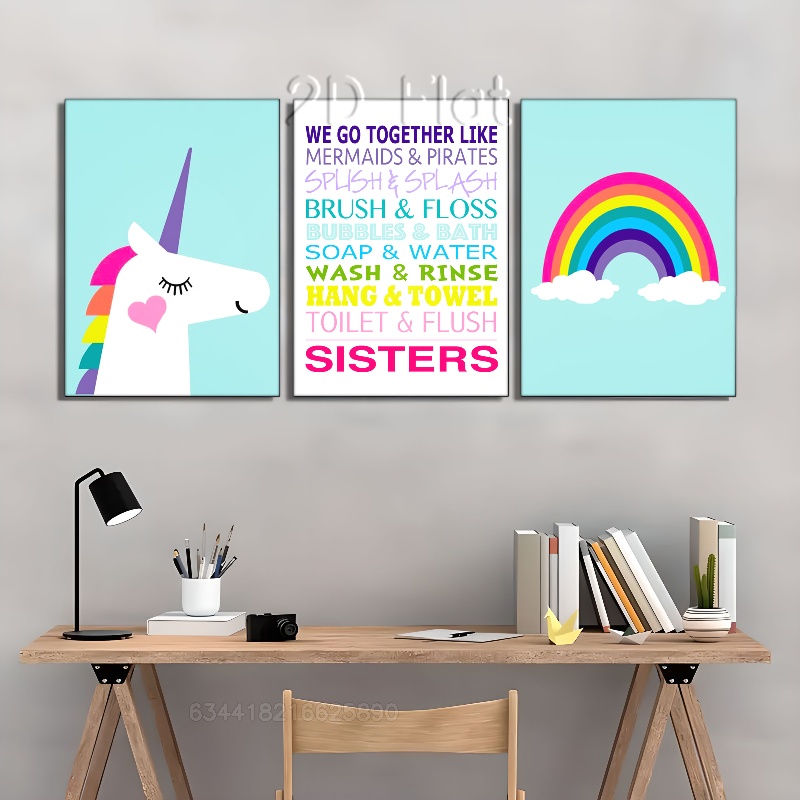 2D Flat
WE GO TOGETHER LIKE
MERMAIDS & PIRATES
SPLISH & SPLASH
BRUSH & FLOSS
BUBBLES & BATH
SOAP & WATER
WASH & RINSE
HANG & TOWEL
TOILET & FLUSH
SISTERS
634418216625890